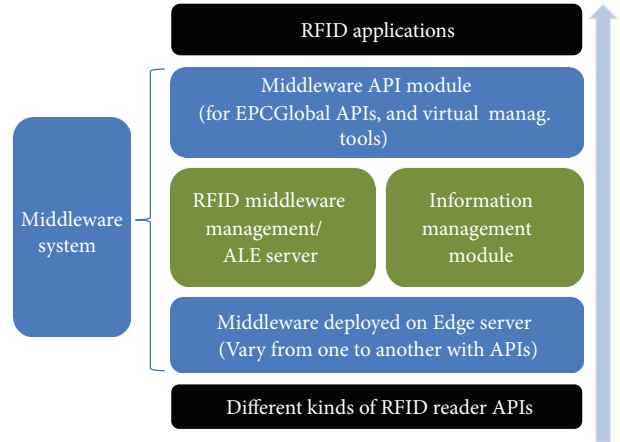 RFID applications
Middleware API module
(for EPCGlobal APIs, and virtual manag.
tools)
Middleware
system
RFID middleware
management/
ALE server
Information
management
module
Middleware deployed on Edge server
(Vary from one to another with APIs)
Different kinds of RFID reader APIs